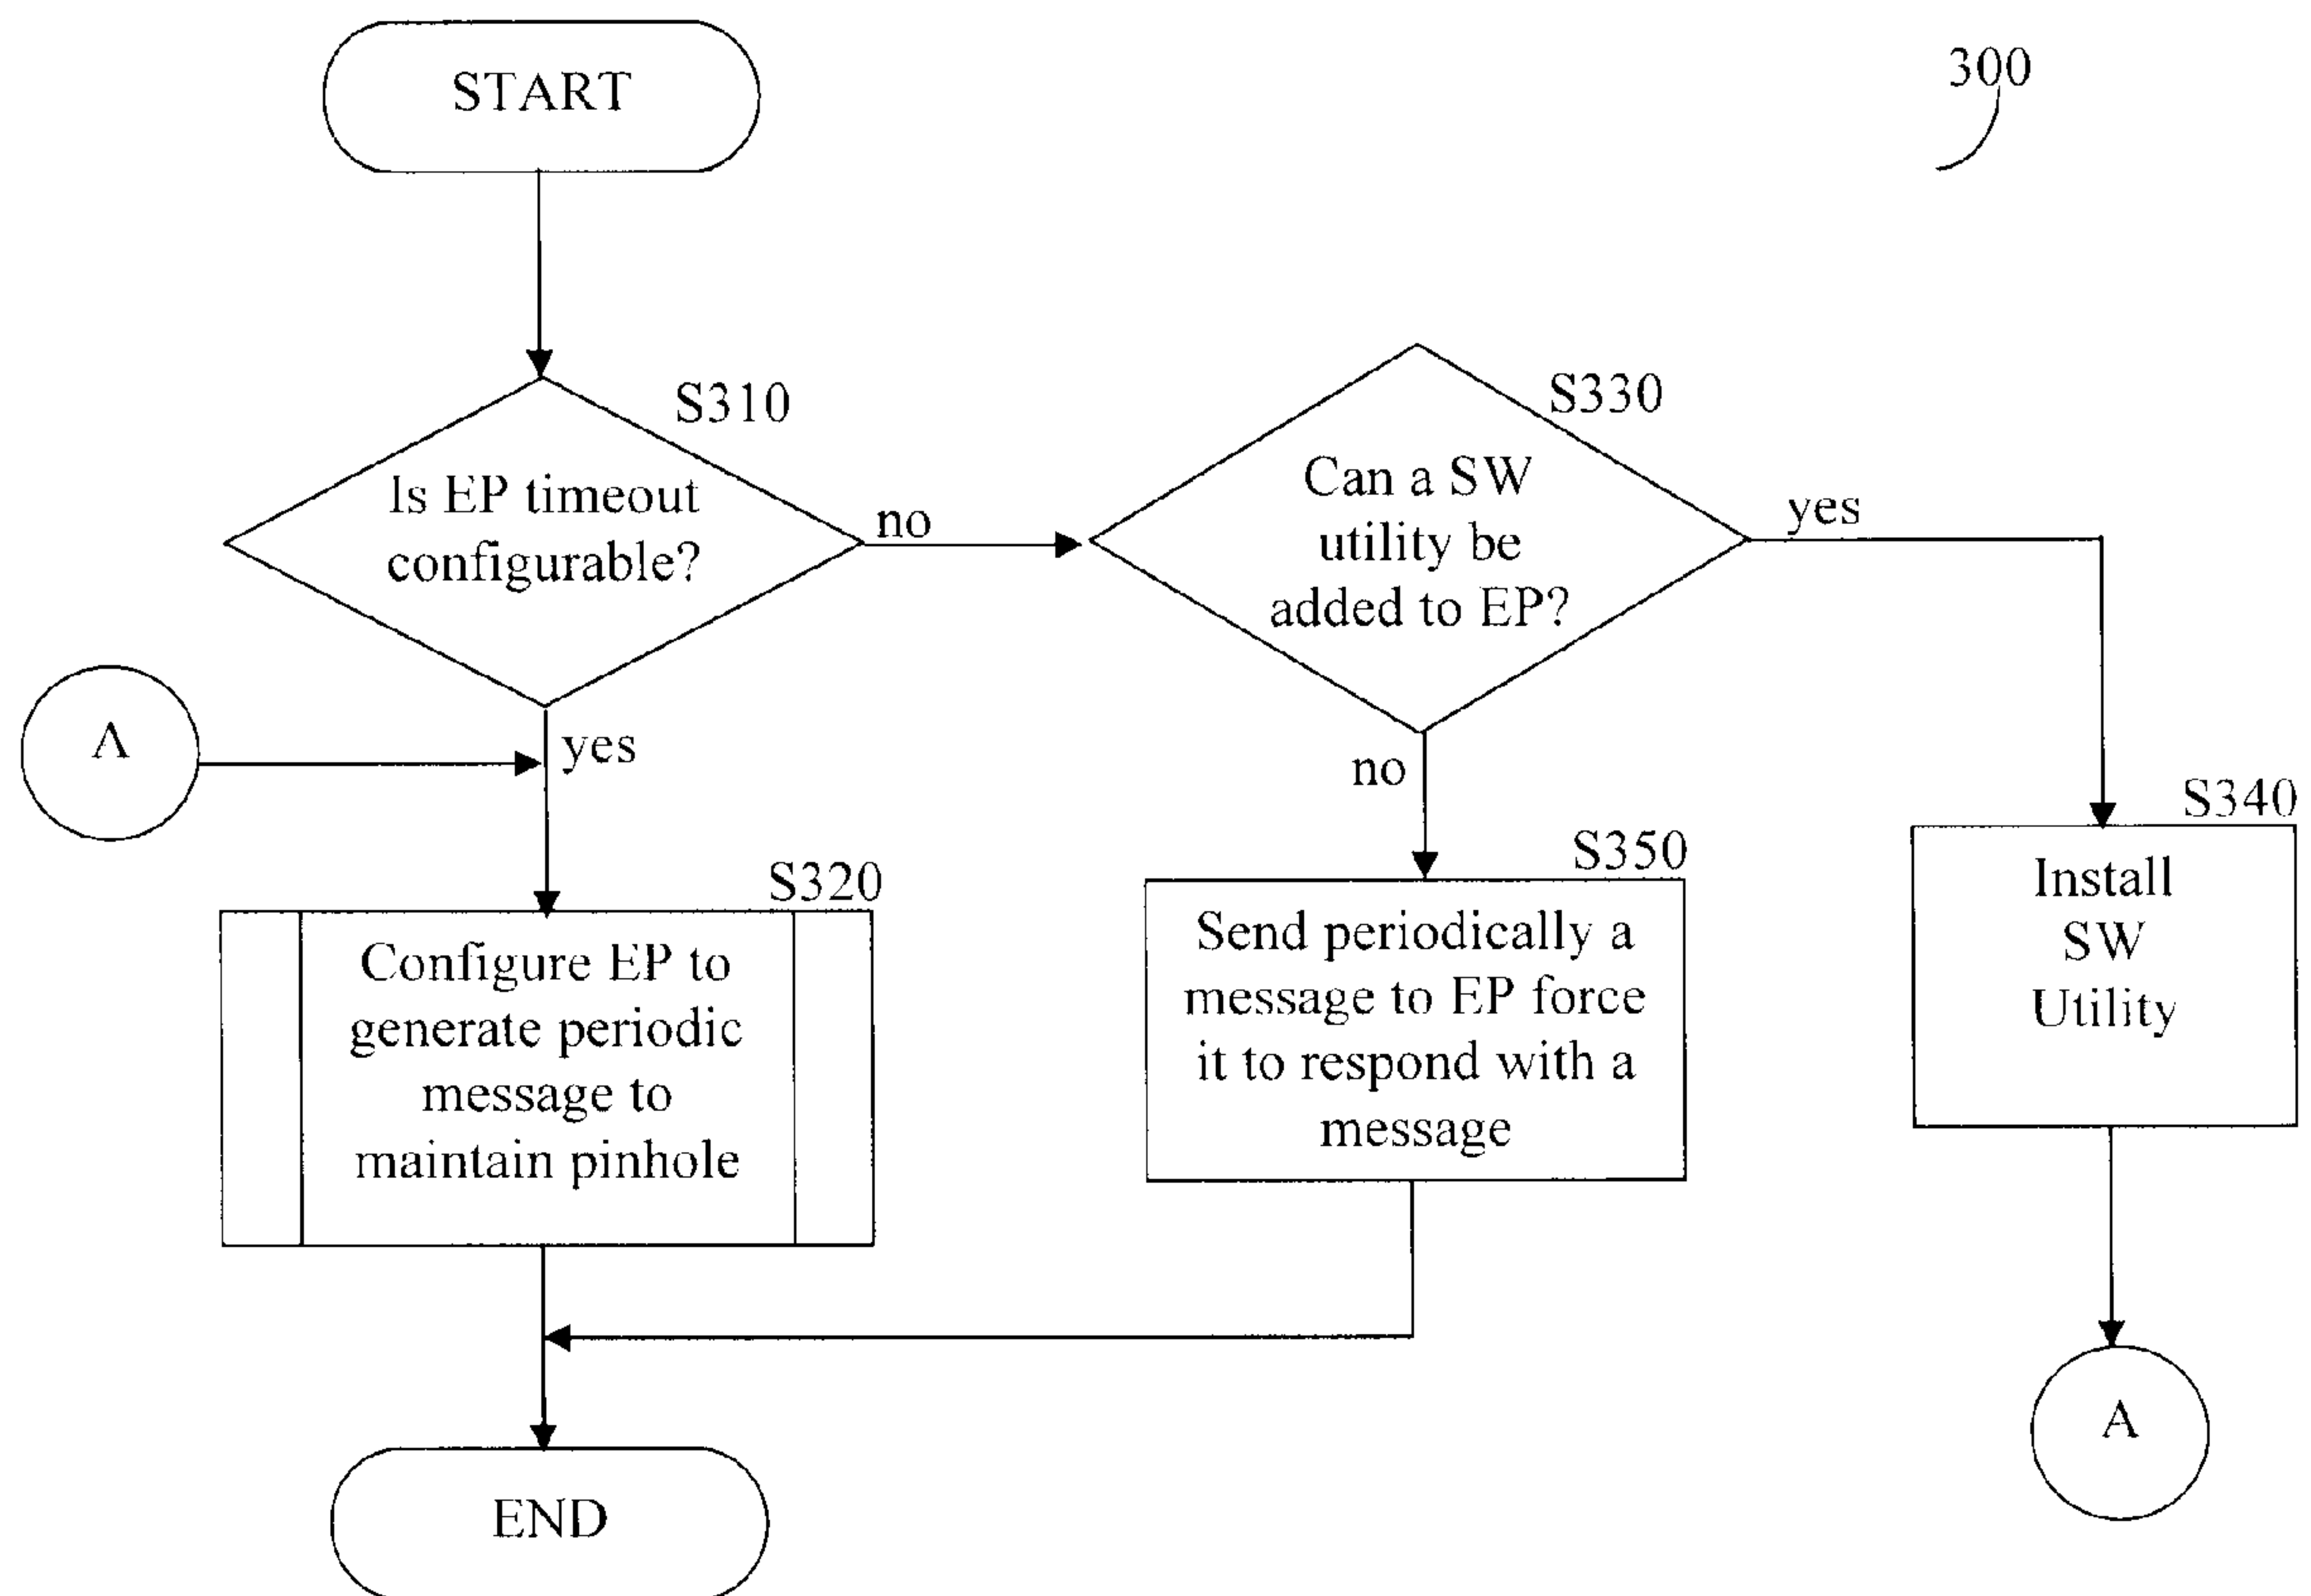 START
300
S310
Is EP timeout
configurable?
no
yes
S330
Can a SW
utility be
added to EP?
yes
no
A
S320
Configure EP to
generate periodic
message to
maintain pinhole
S350
Send periodically a
message to EP force
it to respond with a
message
S340
Install
SW
Utility
A
END